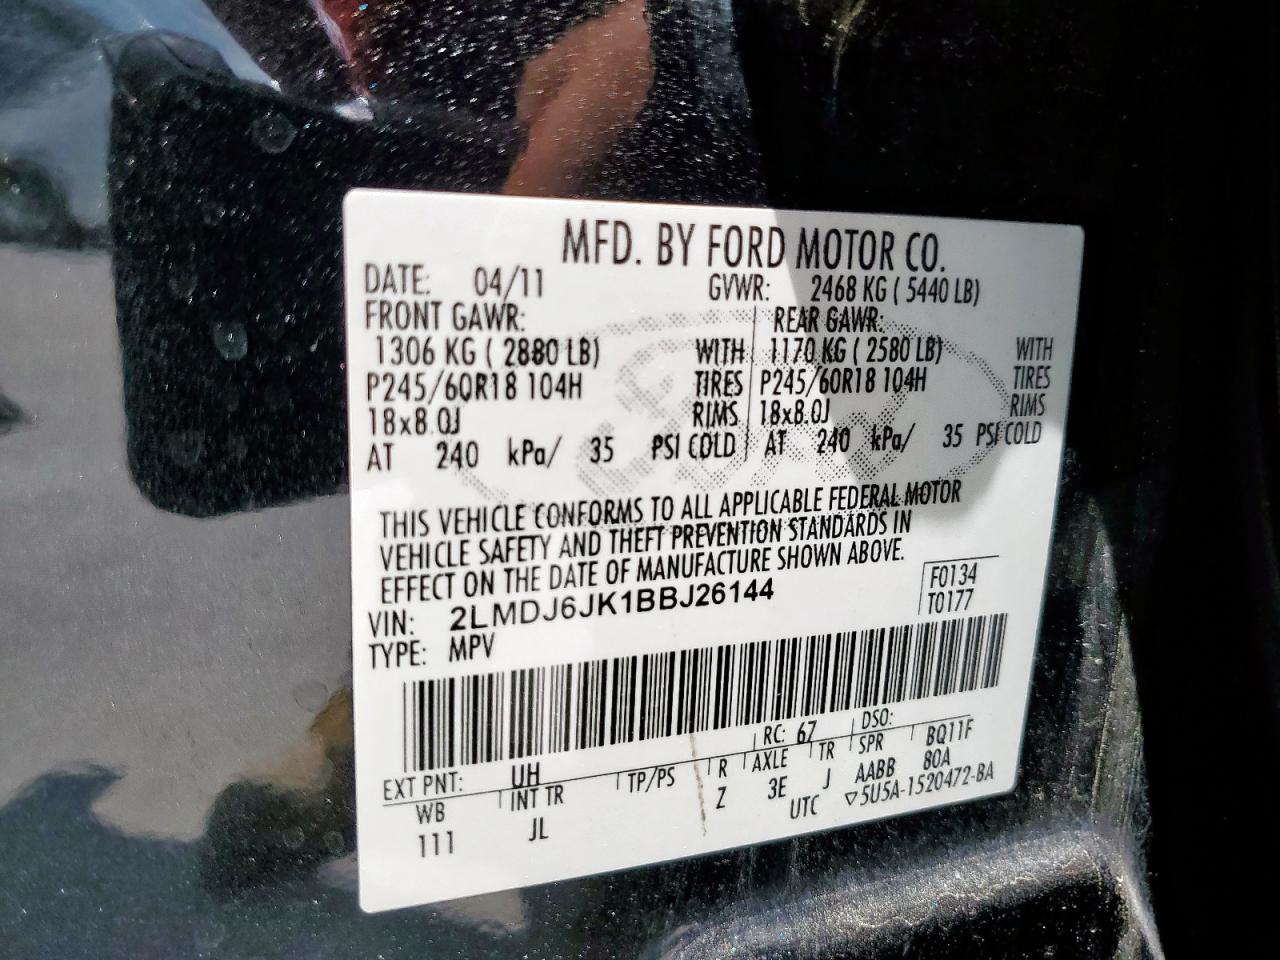 MFD. BY FORD MOTOR CO.
DATE: 04/11 GVWR: 2468 KG ( 5440 LB)
FRONT GAWR: REAR GAWR:
1306 KG ( 2880 LB) WITH 1170 KG ( 2580 LB) WITH
P245/60R18 104H TIRES P245/60R18 104H TIRES
18x8.0J RIMS 18x8.0J RIMS
AT 240 kPa/ 35 PSI COLD AT 240 kPa/ 35 PSI COLD
THIS VEHICLE CONFORMS TO ALL APPLICABLE FEDERAL MOTOR
VEHICLE SAFETY AND THEFT PREVENTION STANDARDS IN
EFFECT ON THE DATE OF MANUFACTURE SHOWN ABOVE.
VIN: 2LMDJ6JK1BBJ26144 F0134
TYPE: MPV T0177
EXT PNT: UH RC: 67 DSO:
WB INT TR TP/PS R AXLE TR SPR BQ11F
111 JL Z 3E J AABB 80A
UTC ▽5U5A-1520472-BA